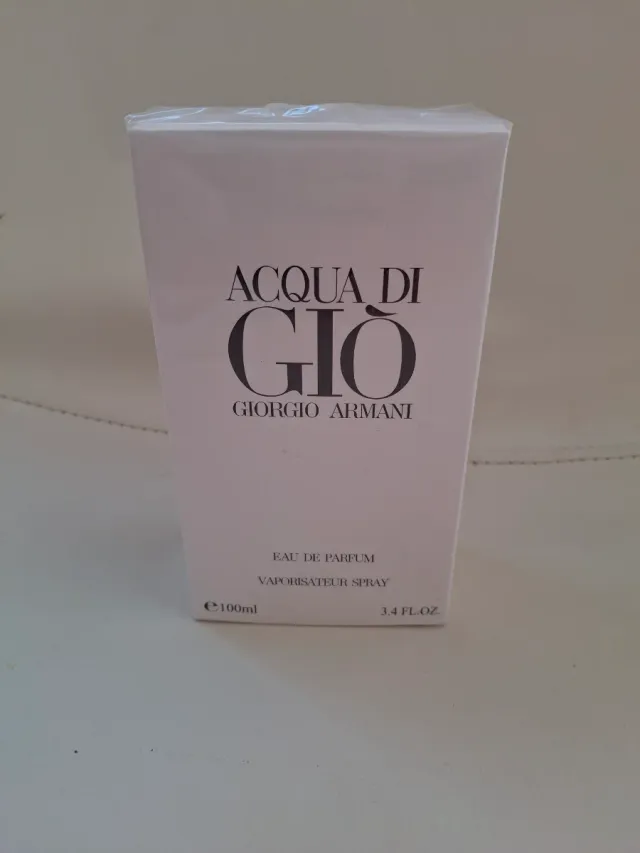 ACQUA DI
GIÒ
GIORGIO ARMANI
EAU DE PARFUM
VAPORISATEUR SPRAY
℮100ml 3.4 FL.OZ.